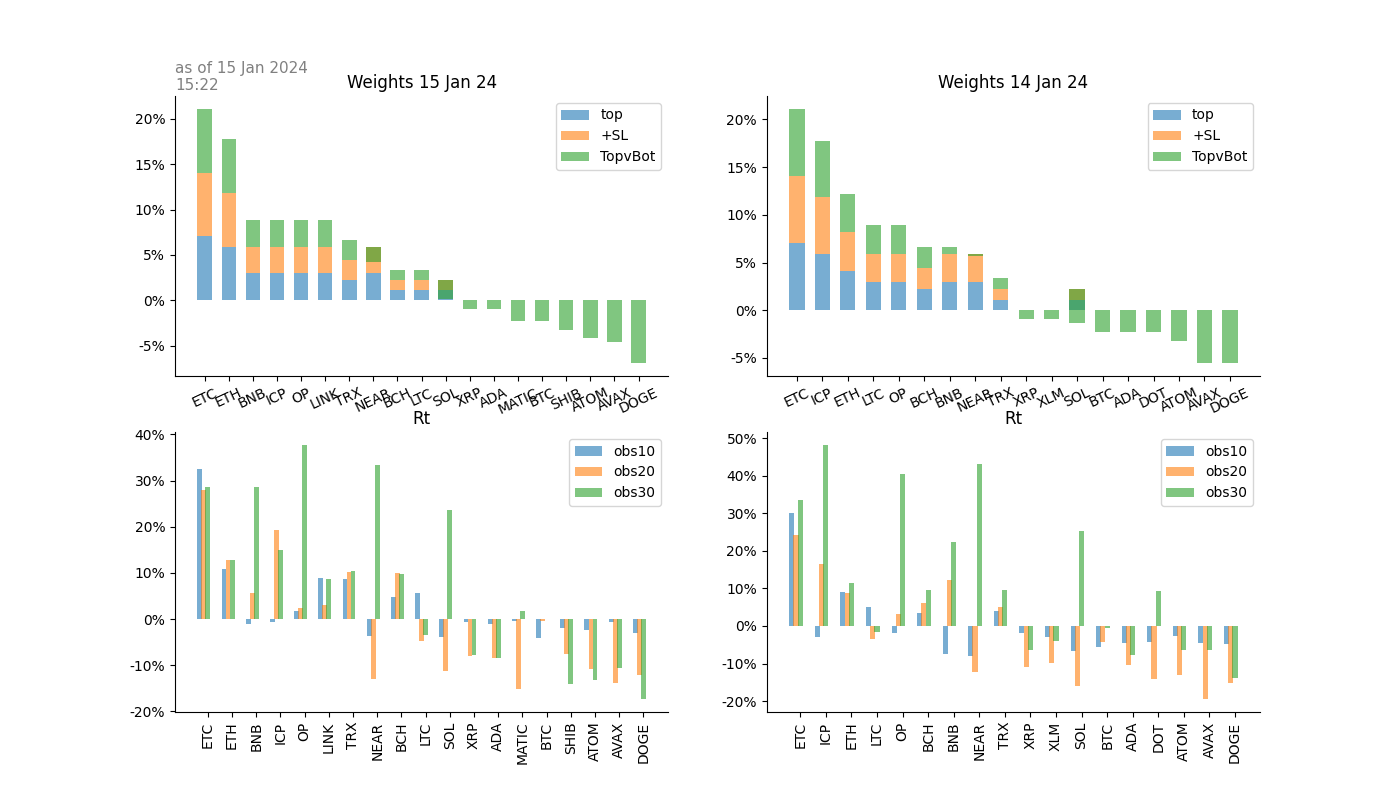 as of 15 Jan 2024
15:22
Weights 15 Jan 24
20%
15%
10%
5%
0%
-5%
top
+SL
TopvBot
ETC ETH BNB ICP OP LINK TRX NEAR BCH LTC SOL XRP ADA MATIC BTC SHIB ATOM AVAX DOGE
Weights 14 Jan 24
20%
15%
10%
5%
0%
-5%
top
+SL
TopvBot
ETC ICP ETH LTC OP BCH BNB NEAR TRX XRP XLM SOL BTC ADA DOT ATOM AVAX DOGE
Rt
40%
30%
20%
10%
0%
-10%
-20%
obs10
obs20
obs30
ETC ETH BNB ICP OP LINK TRX NEAR BCH LTC SOL XRP ADA MATIC BTC SHIB ATOM AVAX DOGE
Rt
50%
40%
30%
20%
10%
0%
-10%
-20%
obs10
obs20
obs30
ETC ICP ETH LTC OP BCH BNB NEAR TRX XRP XLM SOL BTC ADA DOT ATOM AVAX DOGE